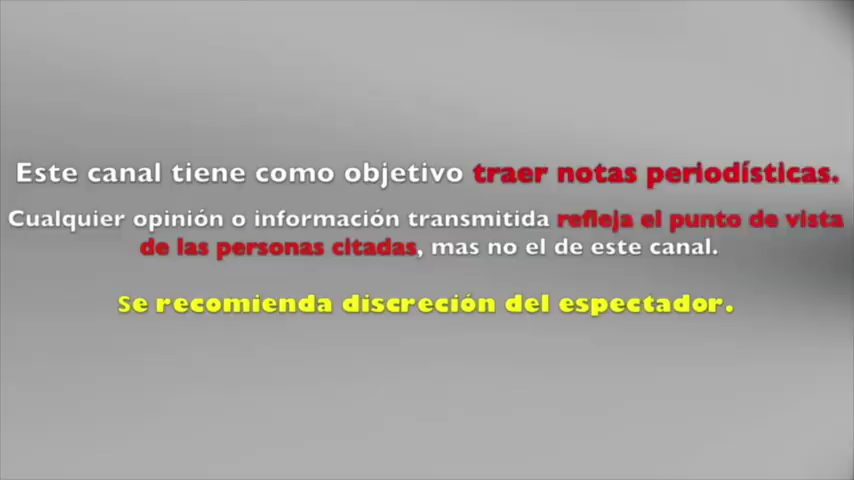 Este canal tiene como objetivo traer notas periodísticas.
Cualquier opinión o información transmitida refleja el punto de vista
de las personas citadas, mas no el de este canal.
Se recomienda discreción del espectador.